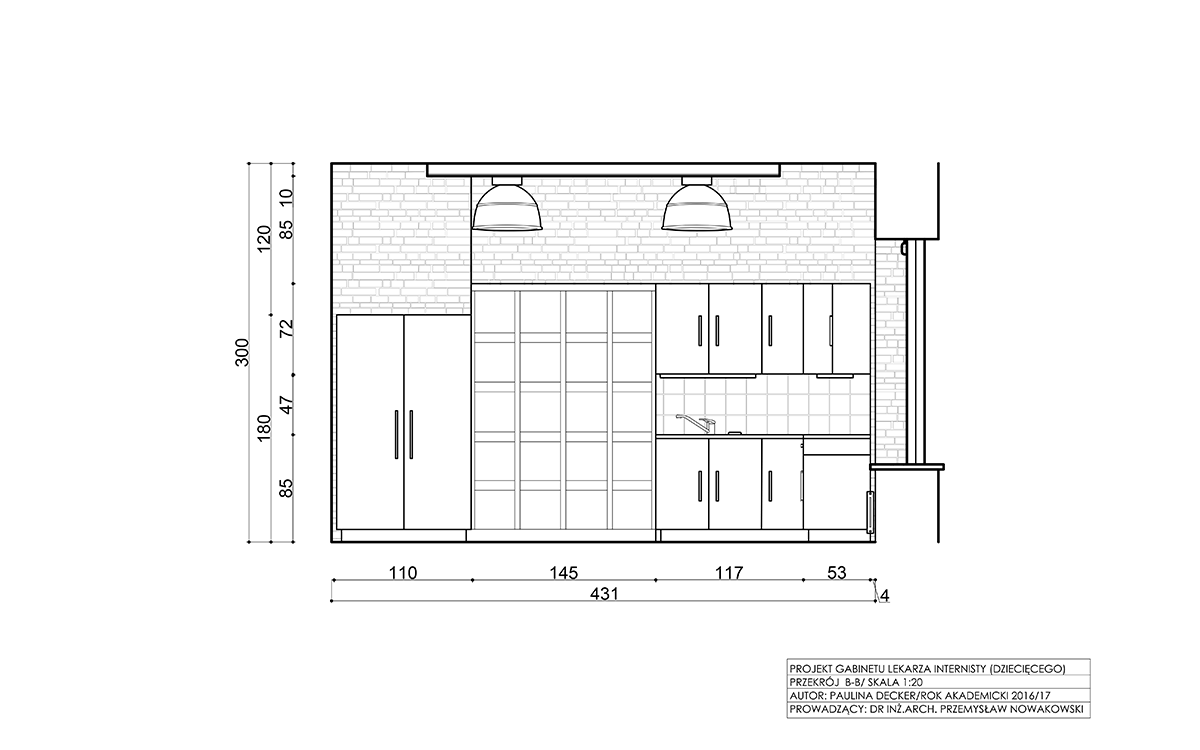 10
85
120
72
300
47
180
85
110 145 117 53
431 4
PROJEKT GABINETU LEKARZA INTERNISTY (DZIECIĘCEGO)
PRZEKRÓJ B-B/ SKALA 1:20
AUTOR: PAULINA DECKER/ROK AKADEMICKI 2016/17
PROWADZĄCY: DR INŻ.ARCH. PRZEMYSŁAW NOWAKOWSKI